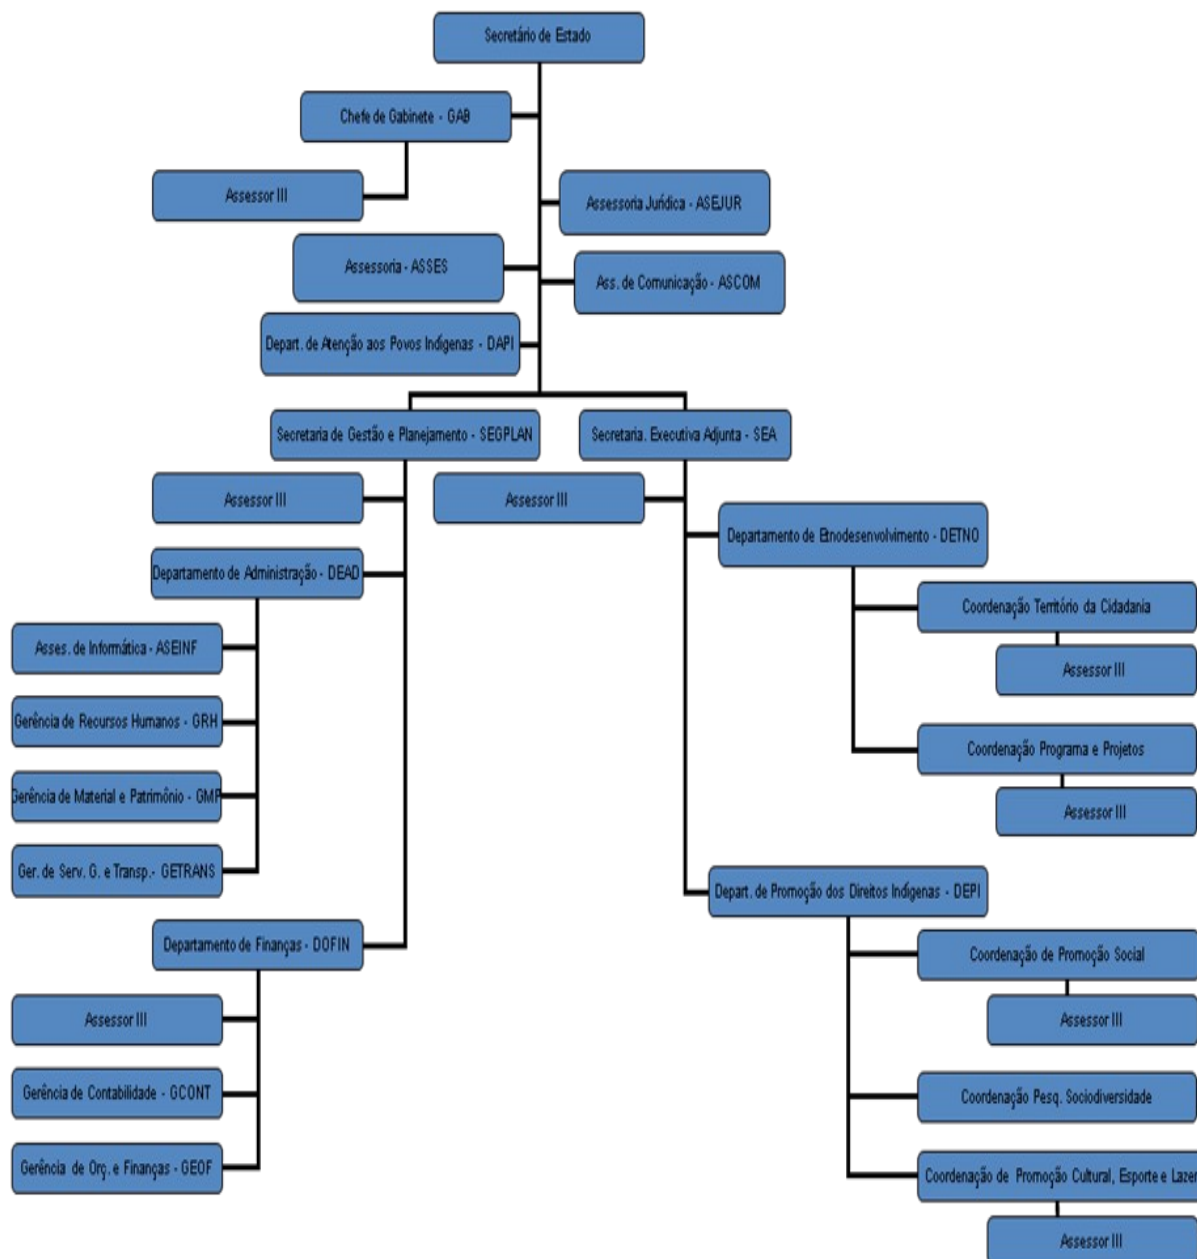 Secretário de Estado
Chefe de Gabinete - GAB
Assessor III
Assessoria Jurídica - ASEJUR
Assessoria - ASSES
Ass. de Comunicação - ASCOM
Depart. de Atenção aos Povos Indígenas - DAPI
Secretaria de Gestão e Planejamento - SEGPLAN
Secretaria. Executiva Adjunta - SEA
Assessor III
Assessor III
Departamento de Etnodesenvolvimento - DETNO
Departamento de Administração - DEAD
Coordenação Território da Cidadania
Asses. de Informática - ASEINF
Assessor III
Gerência de Recursos Humanos - GRH
Coordenação Programa e Projetos
Gerência de Material e Patrimônio - GMP
Assessor III
Ger. de Serv. G. e Transp.- GETRANS
Depart. de Promoção dos Direitos Indígenas - DEPI
Departamento de Finanças - DOFIN
Coordenação de Promoção Social
Assessor III
Assessor III
Gerência de Contabilidade - GCONT
Coordenação Pesq. Sociodiversidade
Gerência de Orç. e Finanças - GEOF
Coordenação de Promoção Cultural, Esporte e Lazer
Assessor III